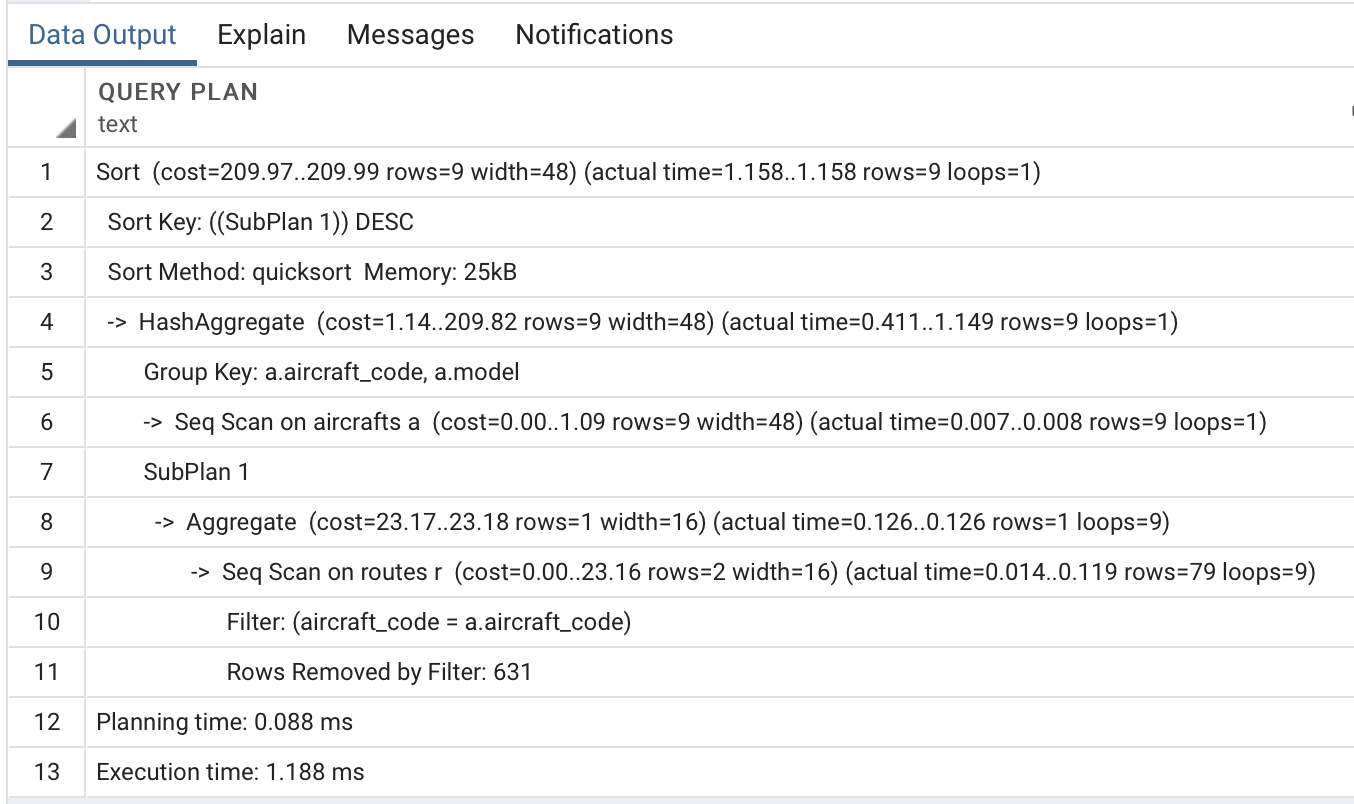 Data Output Explain Messages Notifications
QUERY PLAN
text
1 Sort  (cost=209.97..209.99 rows=9 width=48) (actual time=1.158..1.158 rows=9 loops=1)
2 Sort Key: ((SubPlan 1)) DESC
3 Sort Method: quicksort  Memory: 25kB
4 ->  HashAggregate  (cost=1.14..209.82 rows=9 width=48) (actual time=0.411..1.149 rows=9 loops=1)
5 Group Key: a.aircraft_code, a.model
6 ->  Seq Scan on aircrafts a  (cost=0.00..1.09 rows=9 width=48) (actual time=0.007..0.008 rows=9 loops=1)
7 SubPlan 1
8 ->  Aggregate  (cost=23.17..23.18 rows=1 width=16) (actual time=0.126..0.126 rows=1 loops=9)
9 ->  Seq Scan on routes r  (cost=0.00..23.16 rows=2 width=16) (actual time=0.014..0.119 rows=79 loops=9)
10 Filter: (aircraft_code = a.aircraft_code)
11 Rows Removed by Filter: 631
12 Planning time: 0.088 ms
13 Execution time: 1.188 ms